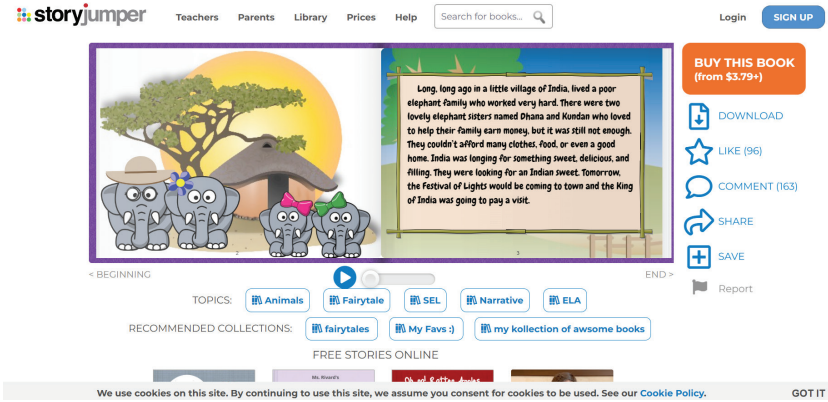 storyjumper
Teachers Parents Library Prices Help Search for books... Login SIGN UP
Long, long ago in a little village of India, lived a poor
elephant family who worked very hard. There were two
lovely elephant sisters named Dhana and Kundan who loved
to help their family earn money, but it was still not enough.
They couldn't afford many clothes, food, or even a good
home. India was longing for something sweet, delicious, and
filling. They were looking for an Indian sweet. Tomorrow,
the Festival of Lights would be coming to town and the King
of India was going to pay a visit.
2
3
BUY THIS BOOK
(from $3.79+)
DOWNLOAD
LIKE (96)
COMMENT (163)
SHARE
SAVE
Report
< BEGINNING END >
TOPICS: Animals Fairytale SEL Narrative ELA
RECOMMENDED COLLECTIONS: fairytales My Favs :) my kollection of awsome books
FREE STORIES ONLINE
Ms. Rivard's
We use cookies on this site. By continuing to use this site, we assume you consent for cookies to be used. See our Cookie Policy. GOT IT